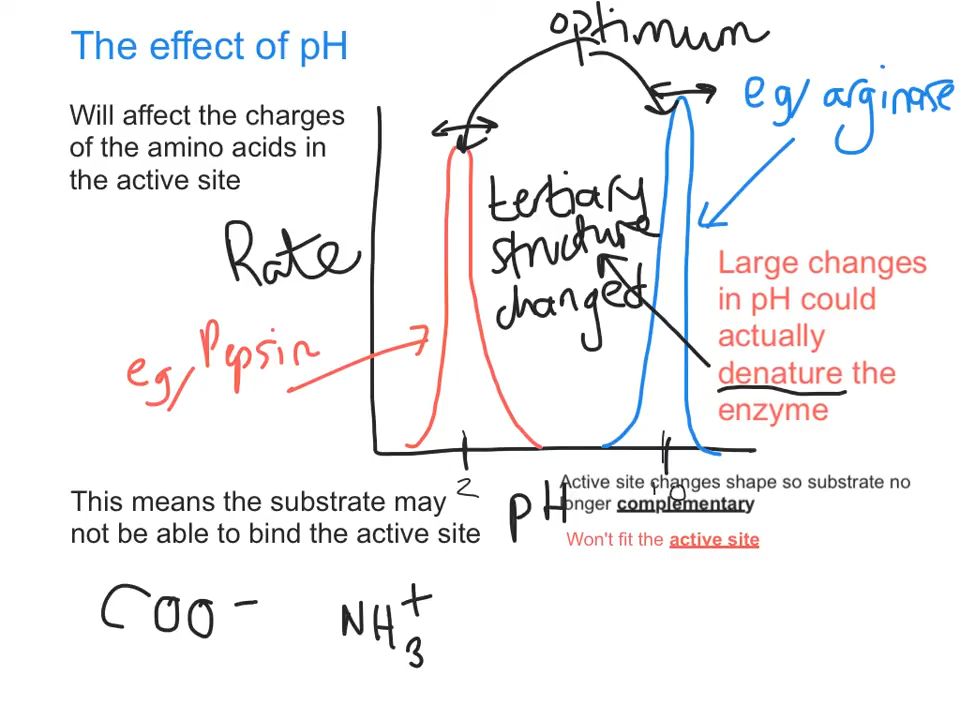 The effect of pH
optimum
Will affect the charges
of the amino acids in
the active site
eg/ arginase
Rate
tertiary
structure
changed
Large changes
in pH could
actually
denature the
enzyme
eg/ Pepsin
2
10
pH
This means the substrate may
not be able to bind the active site
Active site changes shape so substrate no
longer complementary
Won't fit the active site
COO⁻
NH₃⁺